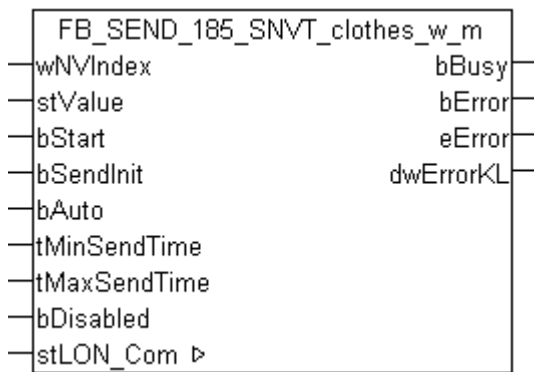 FB_SEND_185_SNVT_clothes_w_m
wNVIndex bBusy
stValue bError
bStart eError
bSendInit dwErrorKL
bAuto
tMinSendTime
tMaxSendTime
bDisabled
stLON_Com ▷